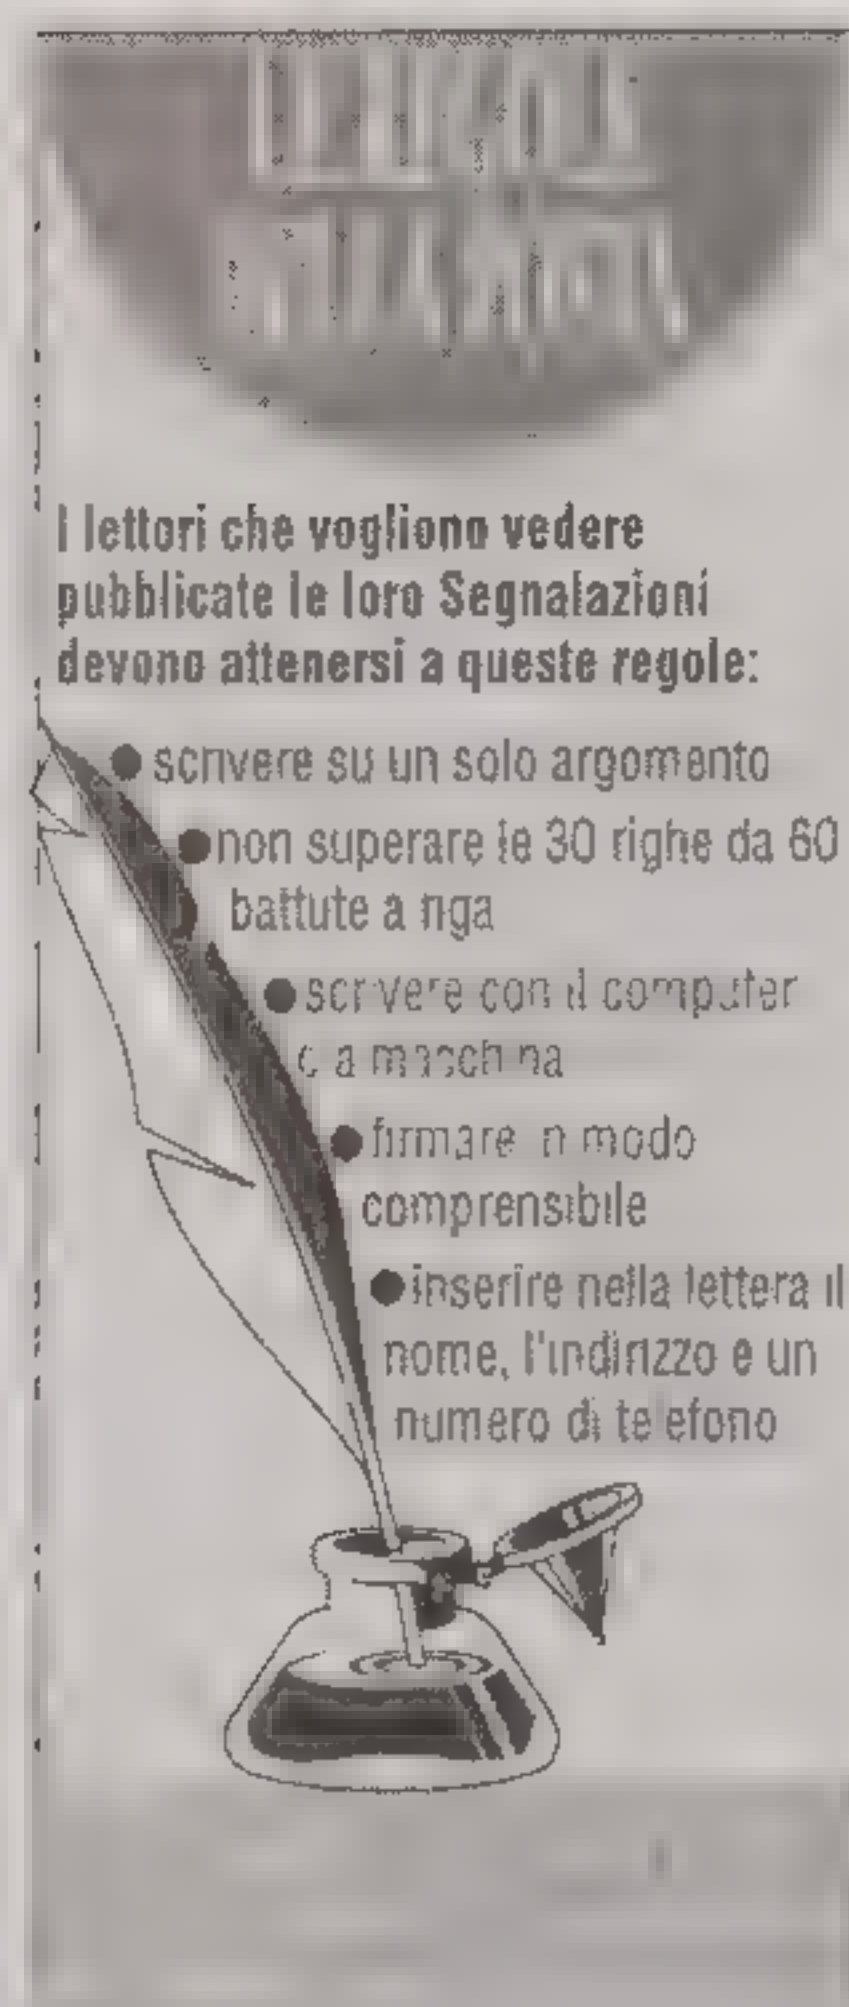 I lettori che vogliono vedere
pubblicate le loro Segnalazioni
devono attenersi a queste regole:
● scrivere su un solo argomento
● non superare le 30 righe da 60
battute a riga
● scrivere con il computer
o a macchina
● firmare in modo
comprensibile
● inserire nella lettera il
nome, l'indirizzo e un
numero di telefono